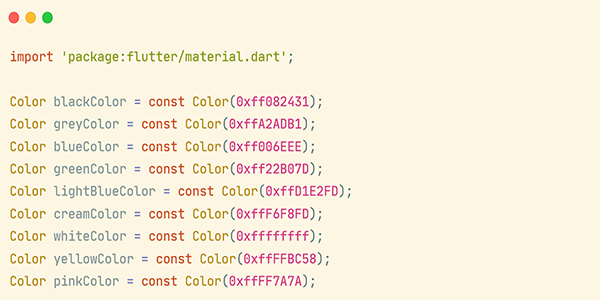 import 'package:flutter/material.dart';
Color blackColor = const Color(0xff082431);
Color greyColor = const Color(0xffA2ADB1);
Color blueColor = const Color(0xff006EEE);
Color greenColor = const Color(0xff22B07D);
Color lightBlueColor = const Color(0xffD1E2FD);
Color creamColor = const Color(0xffF6F8FD);
Color whiteColor = const Color(0xffffffff);
Color yellowColor = const Color(0xffFFBC58);
Color pinkColor = const Color(0xffFF7A7A);